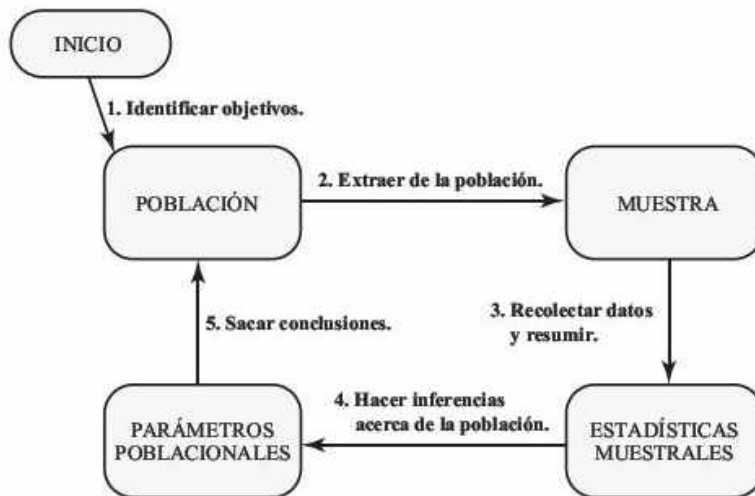 INICIO
1. Identificar objetivos.
POBLACIÓN
2. Extraer de la población.
MUESTRA
3. Recolectar datos
y resumir.
ESTADÍSTICAS
MUESTRALES
4. Hacer inferencias
acerca de la población.
PARÁMETROS
POBLACIONALES
5. Sacar conclusiones.